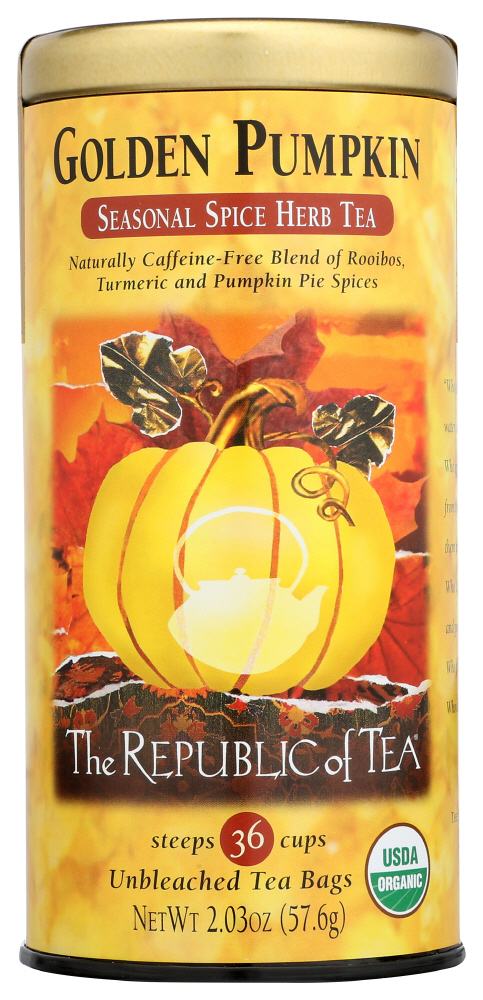 GOLDEN PUMPKIN
SEASONAL SPICE HERB TEA
Naturally Caffeine-Free Blend of Rooibos,
Turmeric and Pumpkin Pie Spices
The REPUBLIC of TEA
steeps 36 cups
Unbleached Tea Bags
NETWT 2.03OZ (57.6g)
USDA
ORGANIC